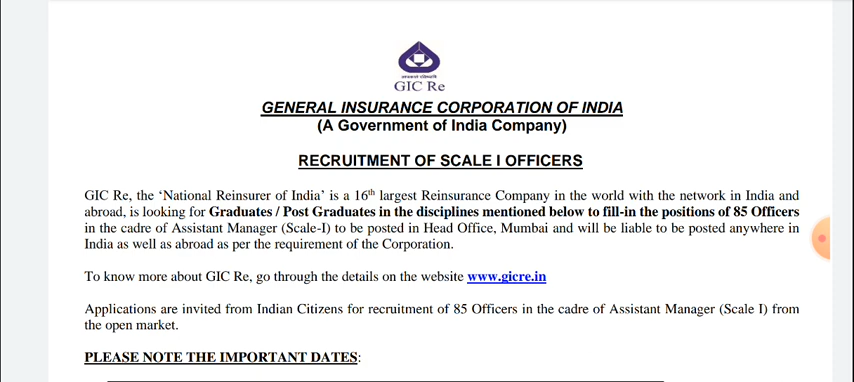 GIC Re
GENERAL INSURANCE CORPORATION OF INDIA
(A Government of India Company)
RECRUITMENT OF SCALE I OFFICERS
GIC Re, the ‘National Reinsurer of India’ is a 16th largest Reinsurance Company in the world with the network in India and
abroad, is looking for Graduates / Post Graduates in the disciplines mentioned below to fill-in the positions of 85 Officers
in the cadre of Assistant Manager (Scale-I) to be posted in Head Office, Mumbai and will be liable to be posted anywhere in
India as well as abroad as per the requirement of the Corporation.
To know more about GIC Re, go through the details on the website www.gicre.in
Applications are invited from Indian Citizens for recruitment of 85 Officers in the cadre of Assistant Manager (Scale I) from
the open market.
PLEASE NOTE THE IMPORTANT DATES: